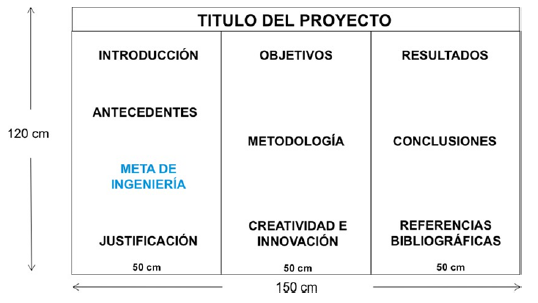 TITULO DEL PROYECTO
INTRODUCCIÓN
ANTECEDENTES
META DE
INGENIERÍA
JUSTIFICACIÓN
50 cm
OBJETIVOS
METODOLOGÍA
CREATIVIDAD E
INNOVACIÓN
50 cm
RESULTADOS
CONCLUSIONES
REFERENCIAS
BIBLIOGRÁFICAS
50 cm
120 cm
150 cm